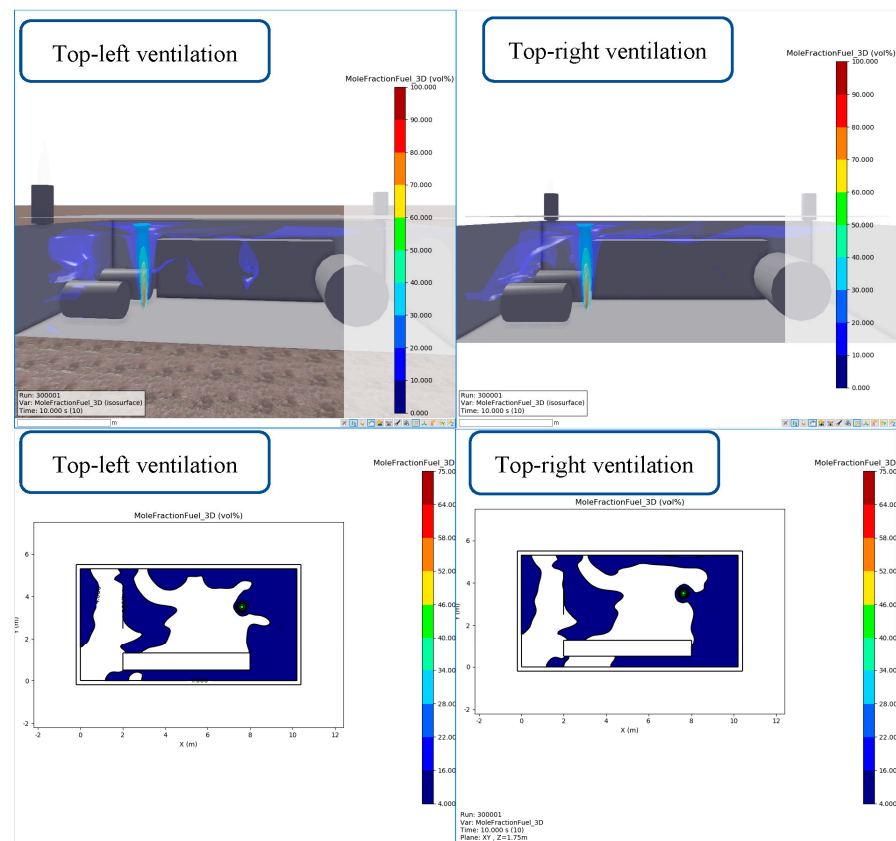 Top-left ventilation
MoleFractionFuel_3D (vol%)
100.000
90.000
80.000
70.000
60.000
50.000
40.000
30.000
20.000
10.000
0.000
Run: 300001
Var: MoleFractionFuel_3D (isosurface)
Time: 10.000 s (10)
m
Top-right ventilation
MoleFractionFuel_3D (vol%)
100.000
90.000
80.000
70.000
60.000
50.000
40.000
30.000
20.000
10.000
0.000
Run: 300001
Var: MoleFractionFuel_3D (isosurface)
Time: 10.000 s (10)
m
Top-left ventilation
MoleFractionFuel_3D
MoleFractionFuel_3D (vol%)
75.00
64.00
58.00
52.00
46.00
40.00
34.00
28.00
22.00
16.00
4.000
6
4
2
0
-2
-2 0 2 4 6 8 10 12
X (m)
Top-right ventilation
MoleFractionFuel_3D
MoleFractionFuel_3D (vol%)
75.00
64.00
58.00
52.00
46.00
40.00
34.00
28.00
22.00
16.00
4.000
6
4
2
0
-2
Y (m)
-2 0 2 4 6 8 10 12
X (m)
Run: 300001
Var: MoleFractionFuel_3D
Time: 10.000 s (10)
Plane: XY , Z=1.75m